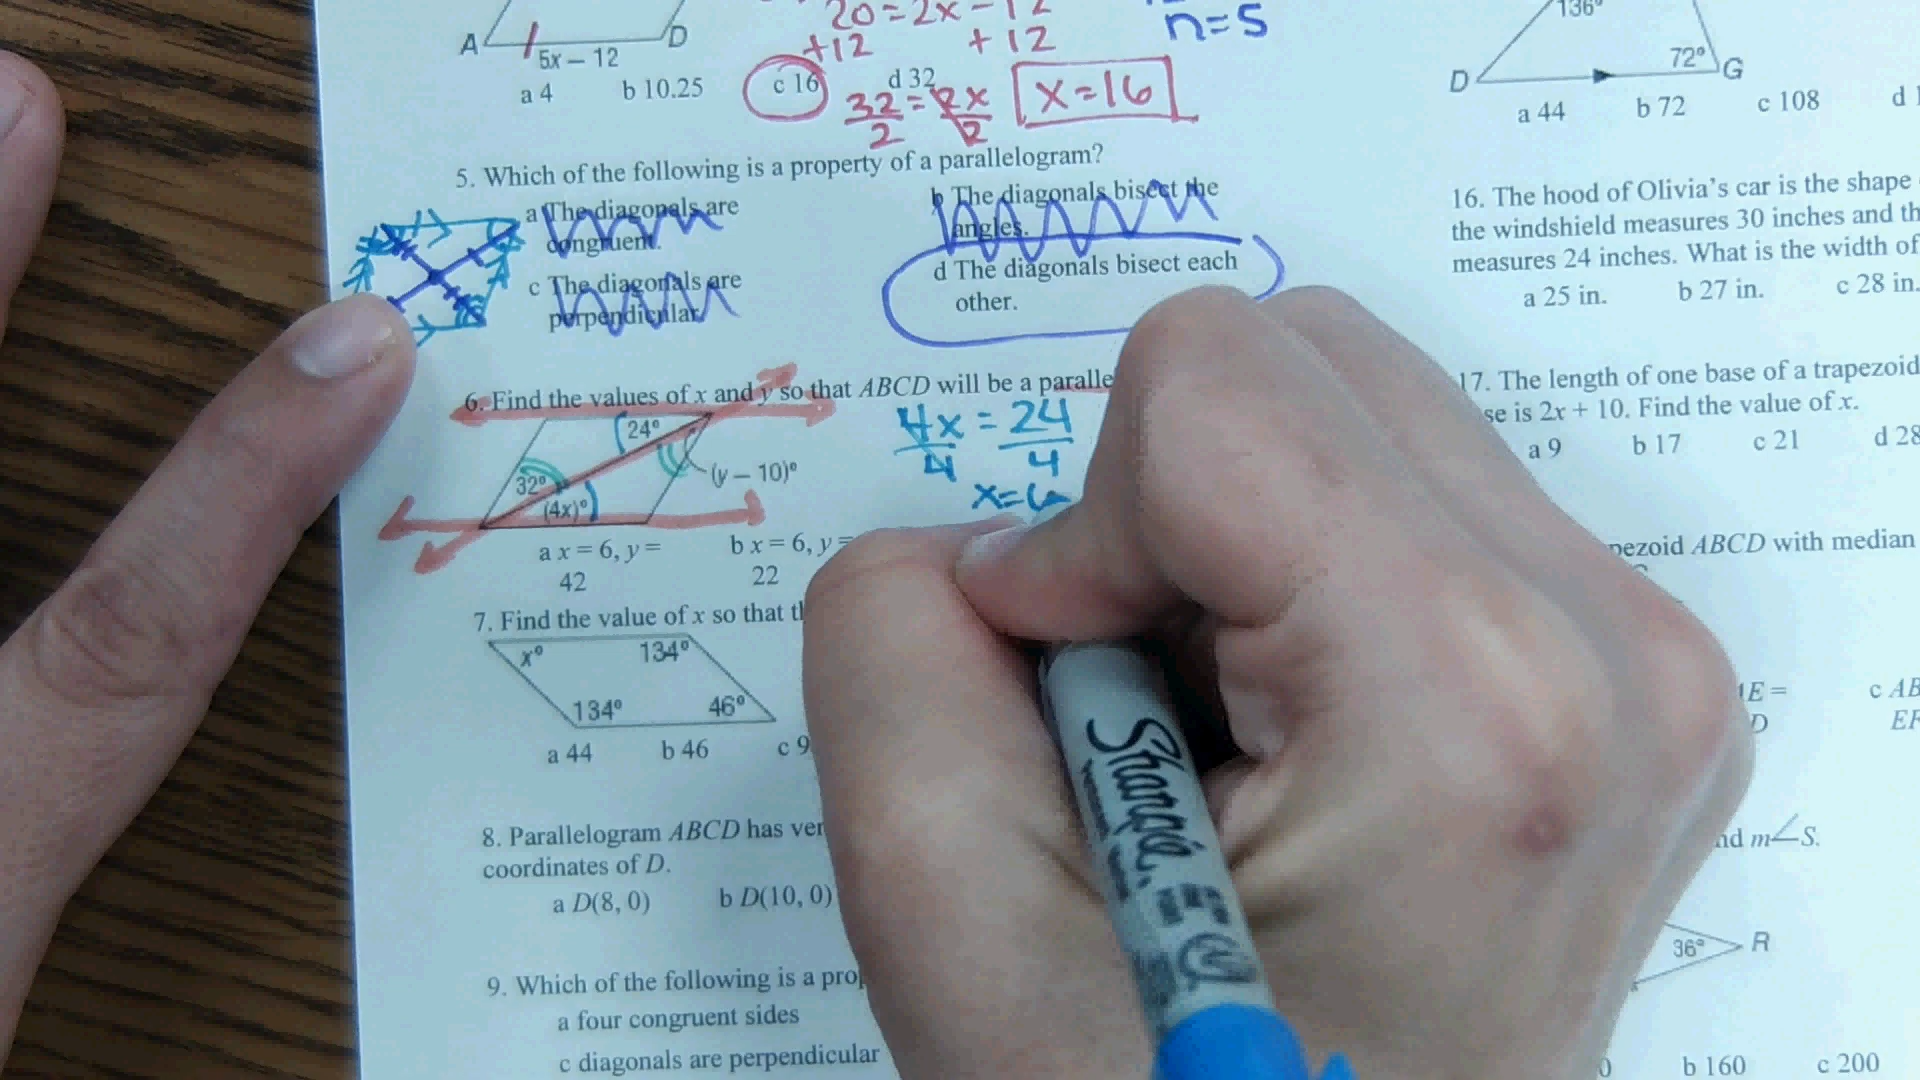 20 = 2x - 12
+12 +12
n=5
A
D
5x – 12
a 4 b 10.25 c 16 d 32
32 = 2x
2 2
x=16
5. Which of the following is a property of a parallelogram?
a The diagonals are
congruent.
b The diagonals bisect the
angles.
c The diagonals are
perpendicular.
d The diagonals bisect each
other.
6. Find the values of x and y so that ABCD will be a paralle
24°
32°
(4x)°
(y – 10)°
4x = 24
4 4
x=6
a x = 6, y =
42
b x = 6, y =
22
7. Find the value of x so that
x°
134°
134°
46°
a 44 b 46 c 9
8. Parallelogram ABCD has
coordinates of D.
a D(8, 0) b D(10, 0)
9. Which of the following is a
a four congruent sides
c diagonals are perpendicular
Sharpie.
136°
72°
D
G
a 44 b 72 c 108 d
16. The hood of Olivia's car is the shape
the windshield measures 30 inches and
measures 24 inches. What is the width of
a 25 in. b 27 in. c 28 in.
17. The length of one base of a trapezoid
se is 2x + 10. Find the value of x.
a 9 b 17 c 21 d 28
pezoid ABCD with median
E =
D
c AB
EF
nd m∠S.
36°
R
0 b 160 c 200